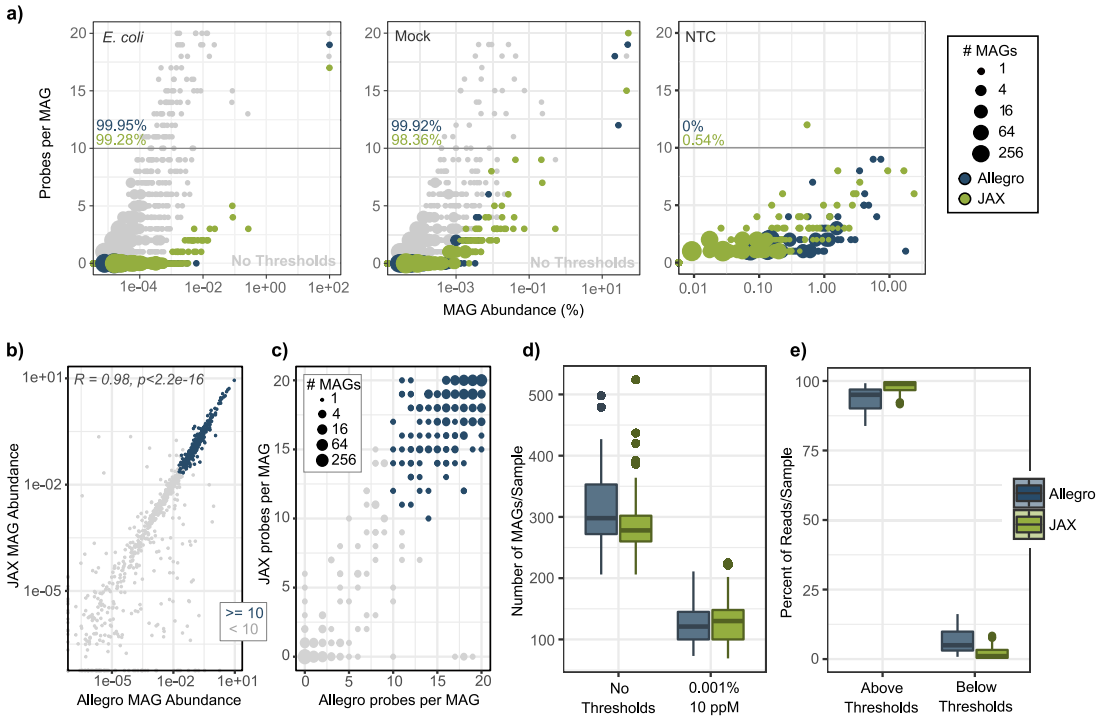 a)
E. coli
Mock
NTC
20
15
10
5
0
Probes per MAG
99.95%
99.28%
99.92%
98.36%
0%
0.54%
No Thresholds
No Thresholds
1e-04
1e-02
1e+00
1e+02
1e-03
1e-01
1e+01
0.01
0.10
1.00
10.00
MAG Abundance (%)
# MAGs
1
4
16
64
256
Allegro
JAX
b)
R = 0.98, p<2.2e-16
1e+01
1e-02
1e-05
JAX MAG Abundance
>= 10
< 10
1e-05
1e-02
1e+01
Allegro MAG Abundance
c)
# MAGs
1
4
16
64
256
20
15
10
5
0
JAX probes per MAG
0
5
10
15
20
Allegro probes per MAG
d)
500
400
300
200
100
Number of MAGs/Sample
No
Thresholds
0.001%
10 ppM
e)
100
75
50
25
0
Percent of Reads/Sample
Above
Thresholds
Below
Thresholds
Allegro
JAX